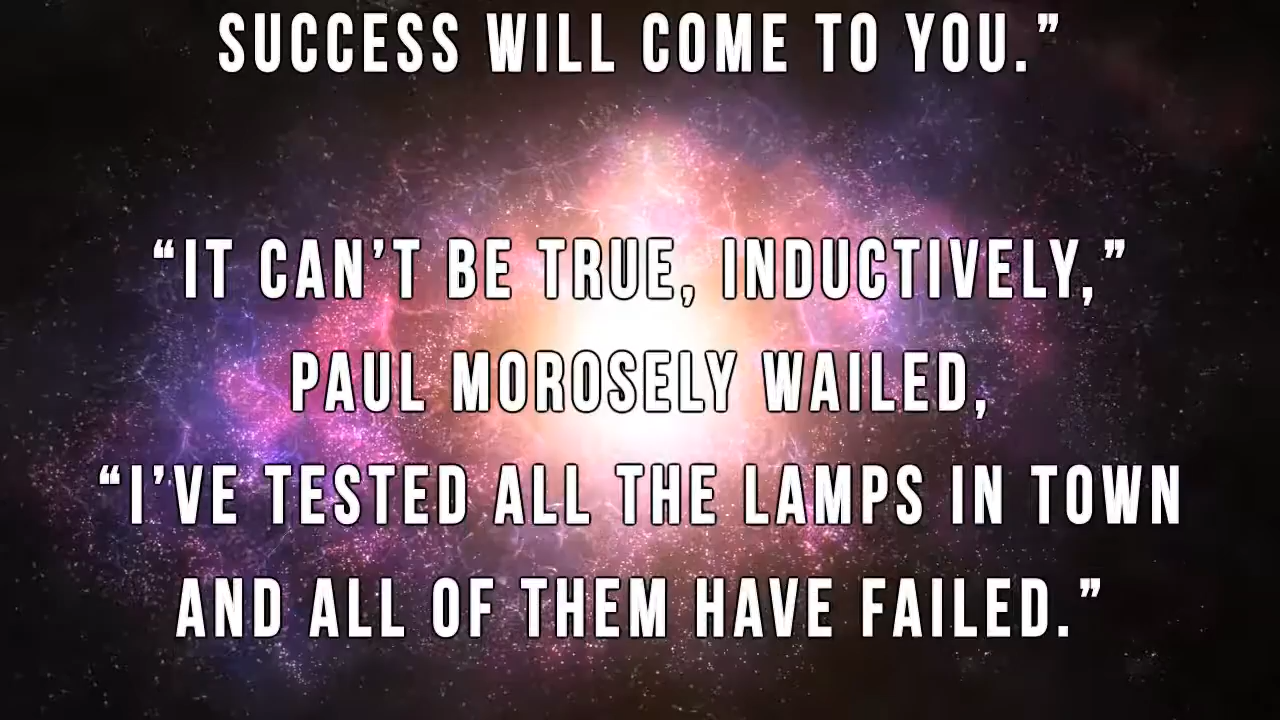 SUCCESS WILL COME TO YOU.”
“IT CAN’T BE TRUE, INDUCTIVELY,”
PAUL MOROSELY WAILED,
“I’VE TESTED ALL THE LAMPS IN TOWN
AND ALL OF THEM HAVE FAILED.”